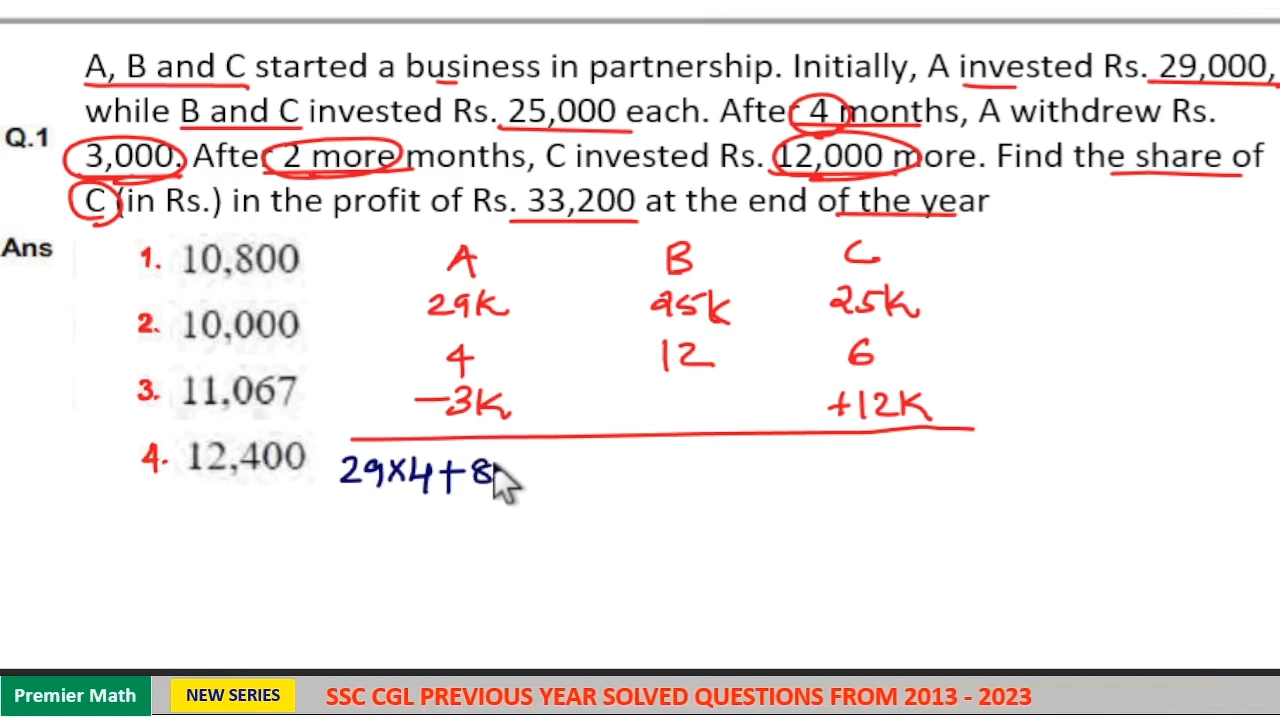 A, B and C started a business in partnership. Initially, A invested Rs. 29,000,
while B and C invested Rs. 25,000 each. After 4 months, A withdrew Rs.
Q.1
3,000. After 2 more months, C invested Rs. 12,000 more. Find the share of
C (in Rs.) in the profit of Rs. 33,200 at the end of the year
Ans
1. 10,800 A B C
29K 25K 25K
2. 10,000
4 12 6
3. 11,067 -3K +12K
4. 12,400 29×4+8
Premier Math NEW SERIES SSC CGL PREVIOUS YEAR SOLVED QUESTIONS FROM 2013 - 2023